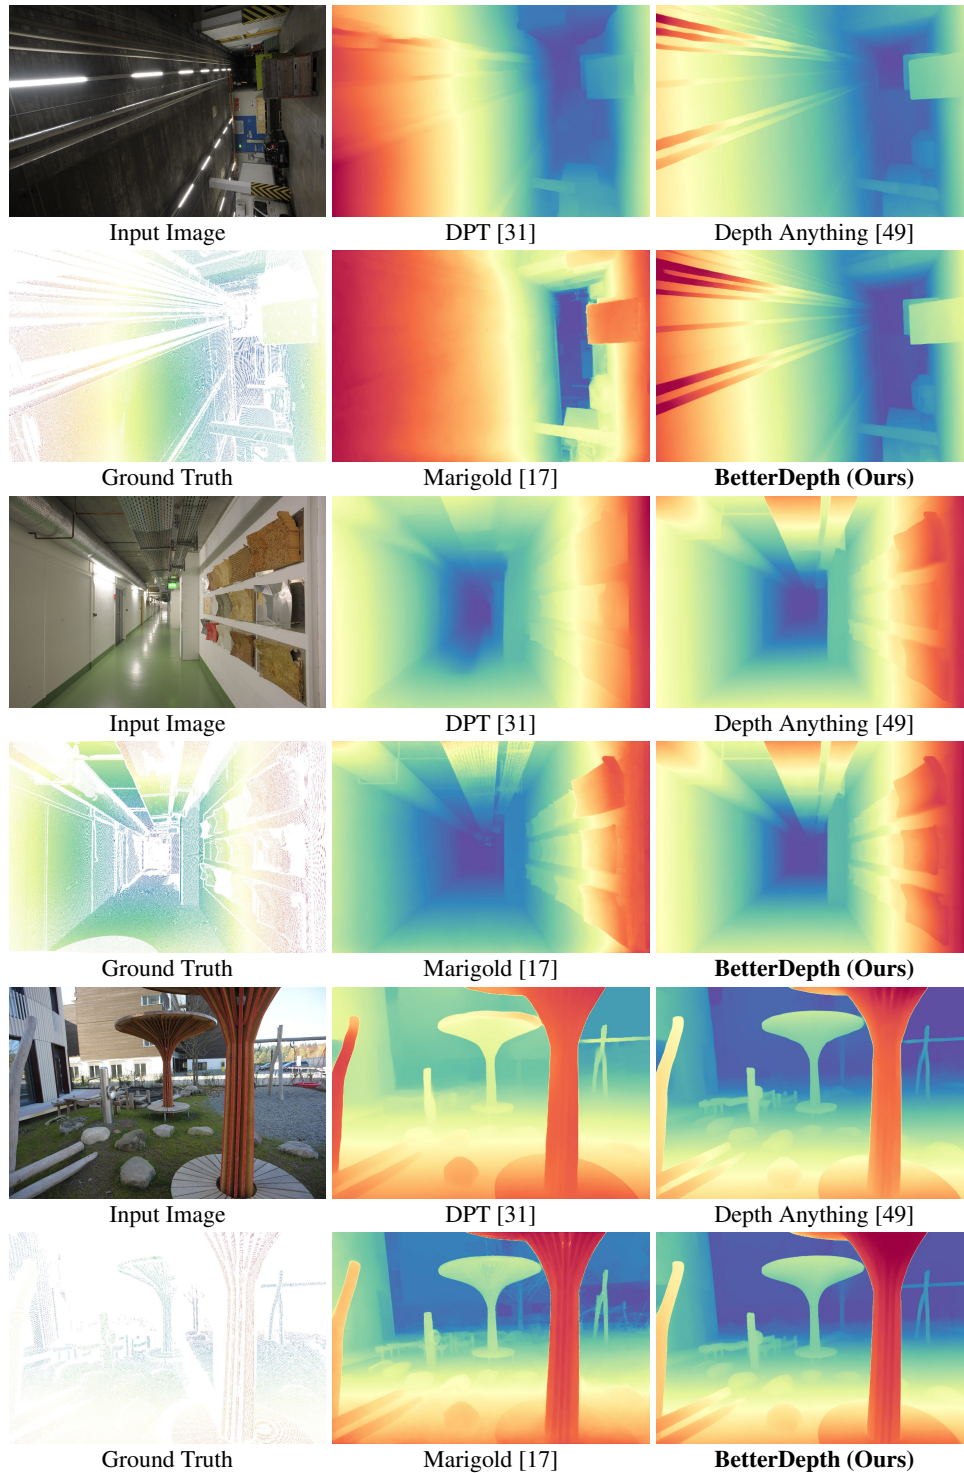 Input Image
DPT [31]
Depth Anything [49]
Ground Truth
Marigold [17]
BetterDepth (Ours)
Input Image
DPT [31]
Depth Anything [49]
Ground Truth
Marigold [17]
BetterDepth (Ours)
Input Image
DPT [31]
Depth Anything [49]
Ground Truth
Marigold [17]
BetterDepth (Ours)